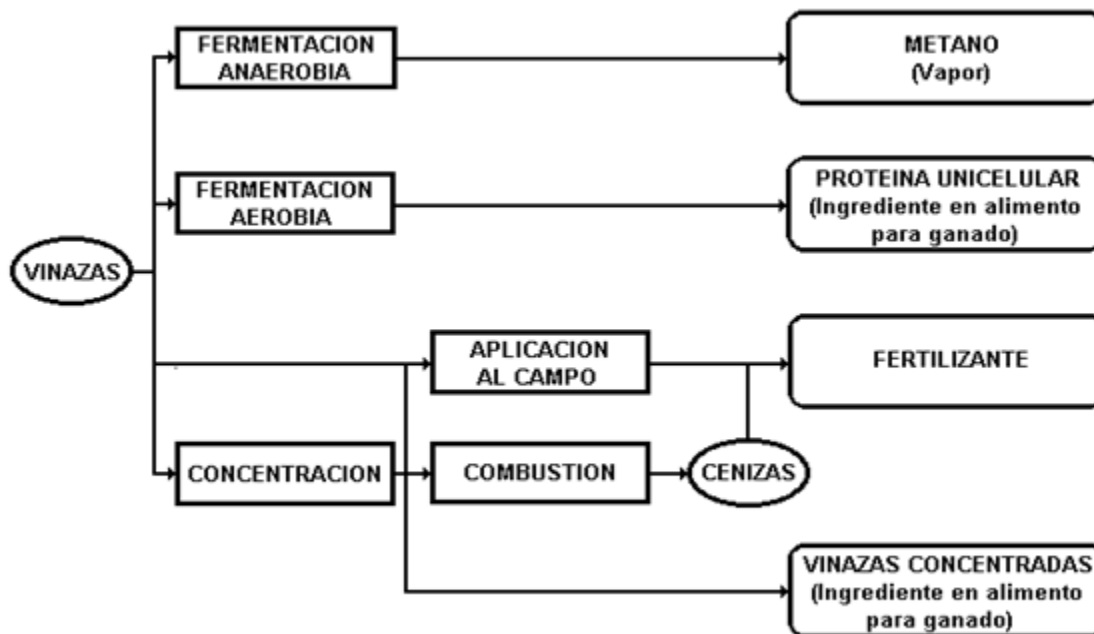 FERMENTACION
ANAEROBIA
METANO
(Vapor)
FERMENTACION
AEROBIA
PROTEINA UNICELULAR
(Ingrediente en alimento
para ganado)
VINAZAS
APLICACION
AL CAMPO
FERTILIZANTE
CONCENTRACION
COMBUSTION
CENIZAS
VINAZAS CONCENTRADAS
(Ingrediente en alimento
para ganado)